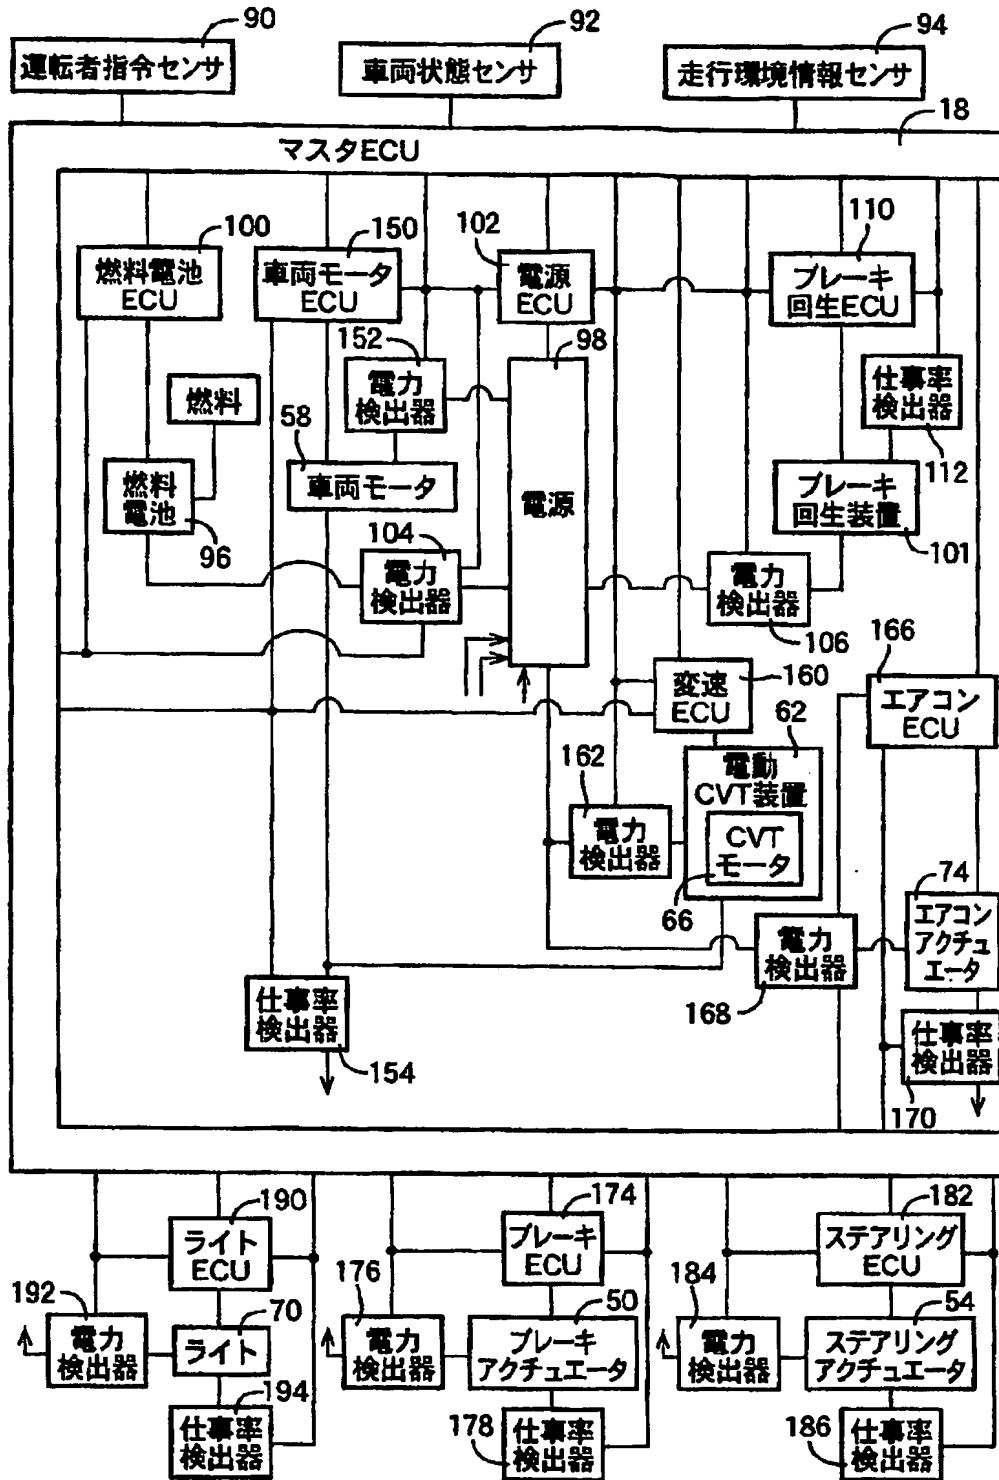 90
92
94
運転者指令センサ
車両状態センサ
走行環境情報センサ
18
マスタECU
100
燃料電池
ECU
150
車両モータ
ECU
102
電源
ECU
110
ブレーキ
回生ECU
152
電力
検出器
98
電源
仕事率
検出器
112
燃料
58
車両モータ
燃料
電池
96
ブレーキ
回生装置
101
104
電力
検出器
電力
検出器
106
160
変速
ECU
166
エアコン
ECU
62
電動
CVT装置
CVT
モータ
66
162
電力
検出器
74
エアコン
アクチュ
エータ
電力
検出器
168
仕事率
検出器
154
仕事率
検出器
170
190
ライト
ECU
174
ブレーキ
ECU
182
ステアリング
ECU
192
電力
検出器
70
ライト
176
電力
検出器
50
ブレーキ
アクチュエータ
184
電力
検出器
54
ステアリング
アクチュエータ
194
仕事率
検出器
178
仕事率
検出器
186
仕事率
検出器